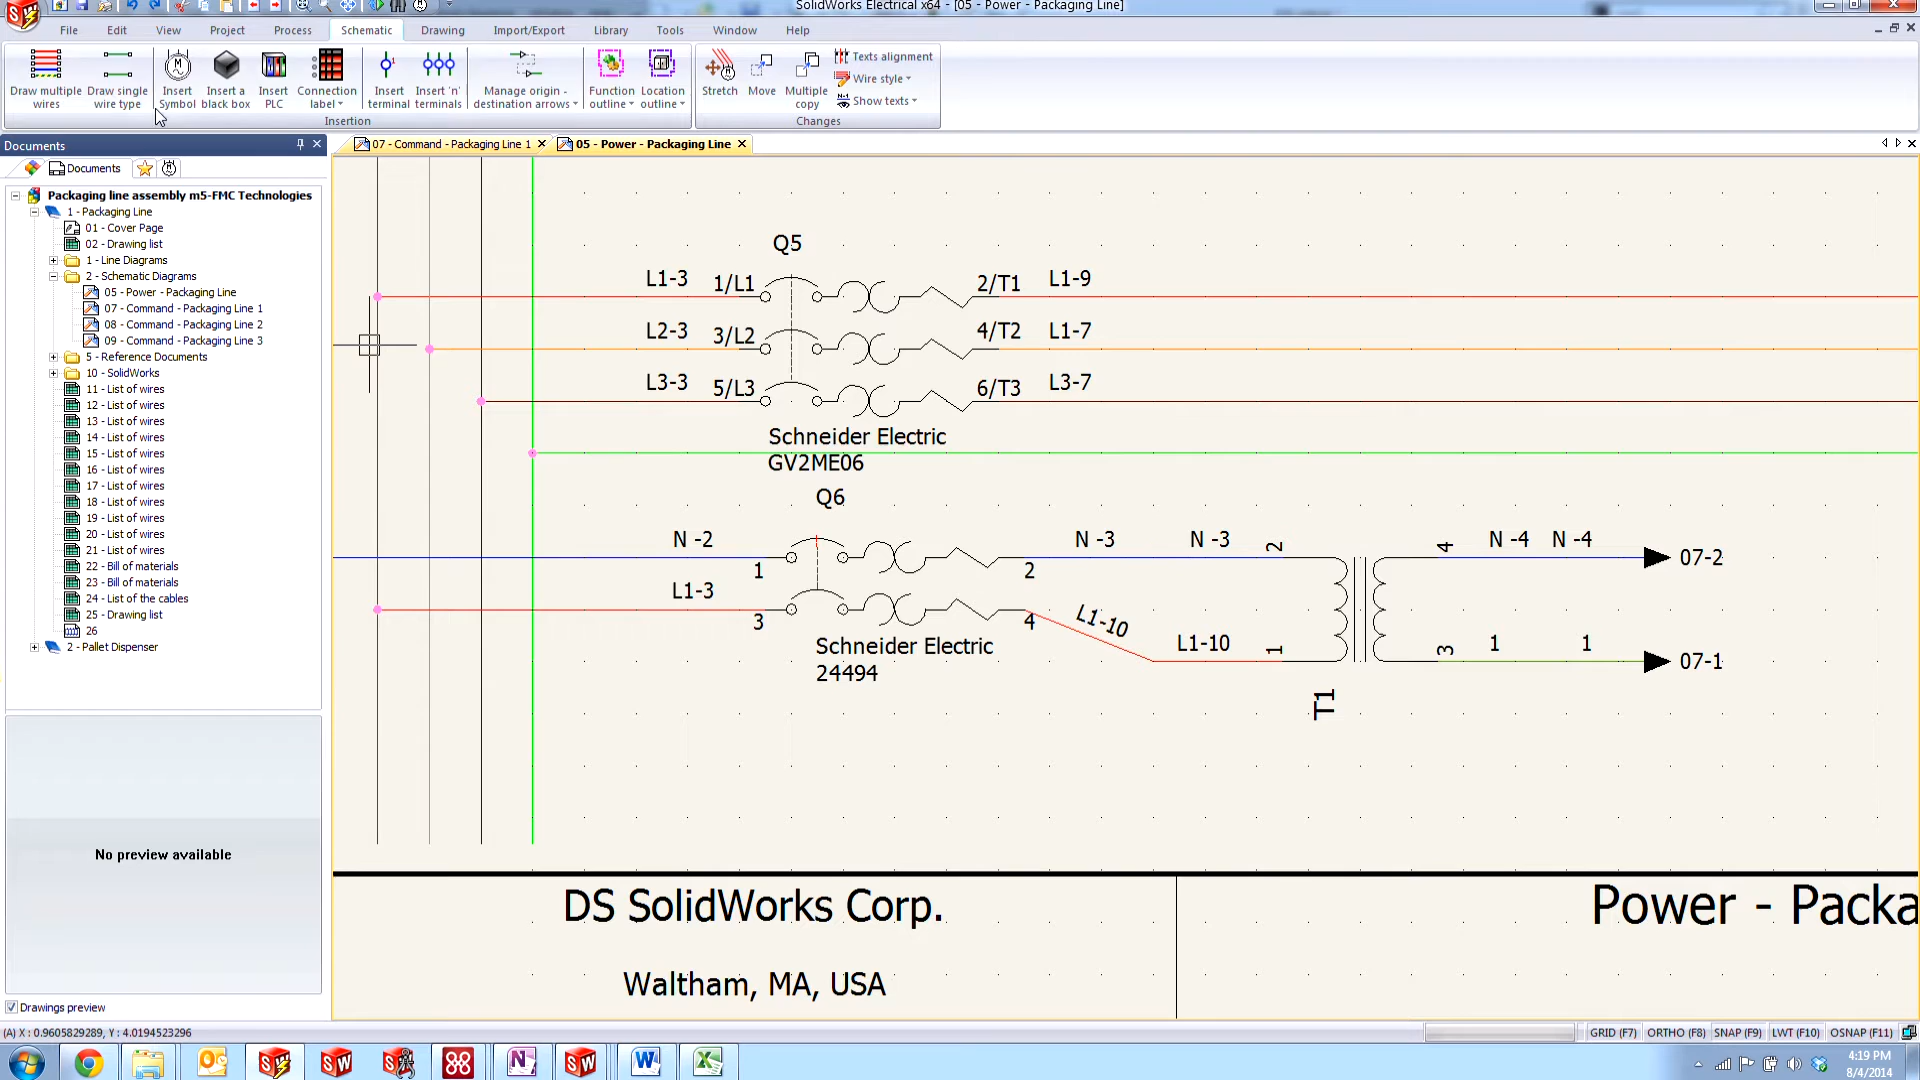 SolidWorks Electrical x64 - [05 - Power - Packaging Line]
File Edit View Project Process Schematic Drawing Import/Export Library Tools Window Help
Draw multiple wires
Draw single wire type
Insert Symbol
Insert a black box
Insert PLC
Connection label
Insert terminal
Insert 'n' terminals
Manage origin - destination arrows
Function outline
Location outline
Insertion
Stretch
Move
Multiple copy
Texts alignment
Wire style
Show texts
Changes
Documents
07 - Command - Packaging Line 1
05 - Power - Packaging Line
Documents
Packaging line assembly m5-FMC Technologies
1 - Packaging Line
01 - Cover Page
02 - Drawing list
1 - Line Diagrams
2 - Schematic Diagrams
05 - Power - Packaging Line
07 - Command - Packaging Line 1
08 - Command - Packaging Line 2
09 - Command - Packaging Line 3
5 - Reference Documents
10 - SolidWorks
11 - List of wires
12 - List of wires
13 - List of wires
14 - List of wires
15 - List of wires
16 - List of wires
17 - List of wires
18 - List of wires
19 - List of wires
20 - List of wires
21 - List of wires
22 - Bill of materials
23 - Bill of materials
24 - List of the cables
25 - Drawing list
26
2 - Pallet Dispenser
No preview available
Drawings preview
Q5
L1-3 1/L1 2/T1 L1-9
L2-3 3/L2 4/T2 L1-7
L3-3 5/L3 6/T3 L3-7
Schneider Electric
GV2ME06
Q6
N -2 1 2 N -3 N -3 2 4 N -4 N -4 07-2
L1-3 3 4 L1-10 L1-10 1 3 1 1 07-1
Schneider Electric
24494
T1
DS SolidWorks Corp.
Waltham, MA, USA
Power - Packa
(A) X : 0.9605829289, Y : 4.0194523296
GRID (F7) ORTHO (F8) SNAP (F9) LWT (F10) OSNAP (F11)
4:19 PM
8/4/2014